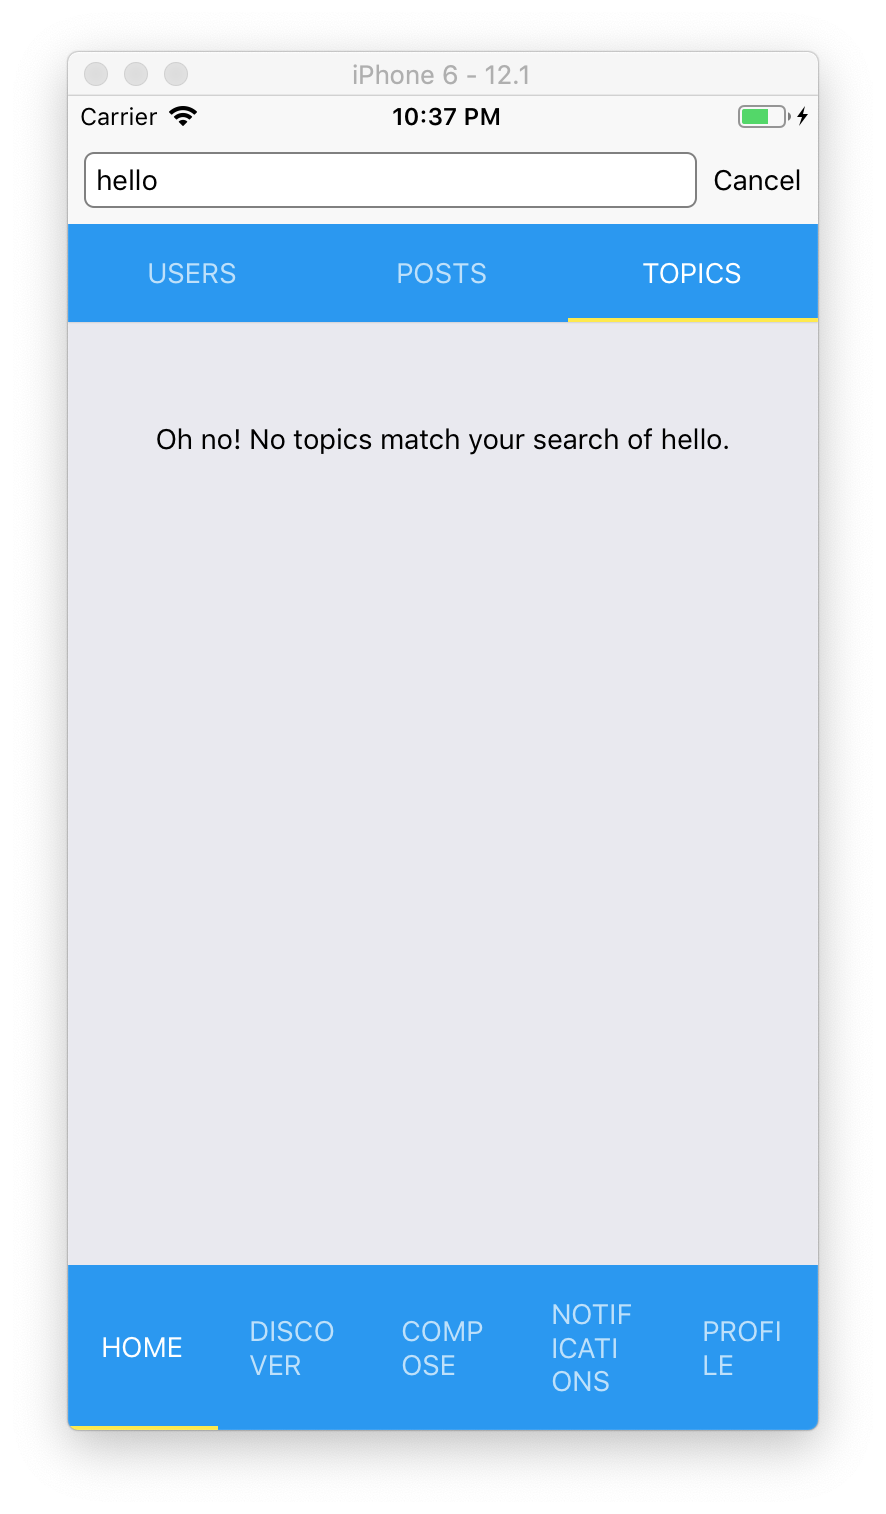 iPhone 6 - 12.1
Carrier 10:37 PM
hello Cancel
USERS POSTS TOPICS
Oh no! No topics match your search of hello.
HOME
DISCO
VER
COMP
OSE
NOTIF
ICATI
ONS
PROFI
LE